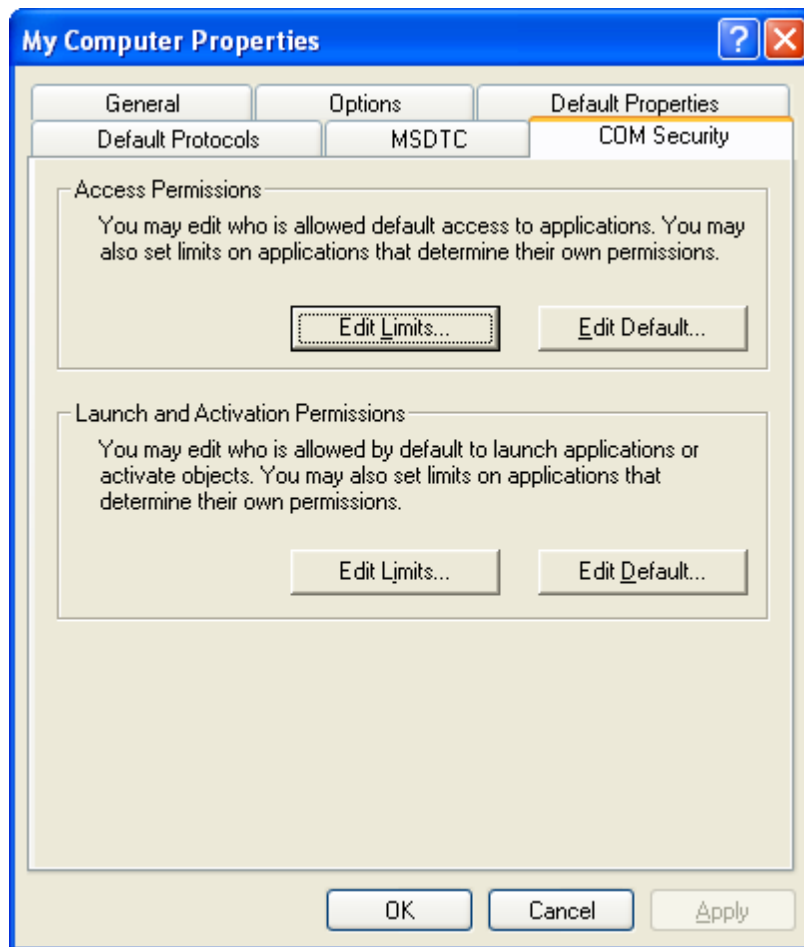 My Computer Properties
General Options Default Properties
Default Protocols MSDTC COM Security
Access Permissions
You may edit who is allowed default access to applications. You may
also set limits on applications that determine their own permissions.
Edit Limits... Edit Default...
Launch and Activation Permissions
You may edit who is allowed by default to launch applications or
activate objects. You may also set limits on applications that
determine their own permissions.
Edit Limits... Edit Default...
OK Cancel Apply